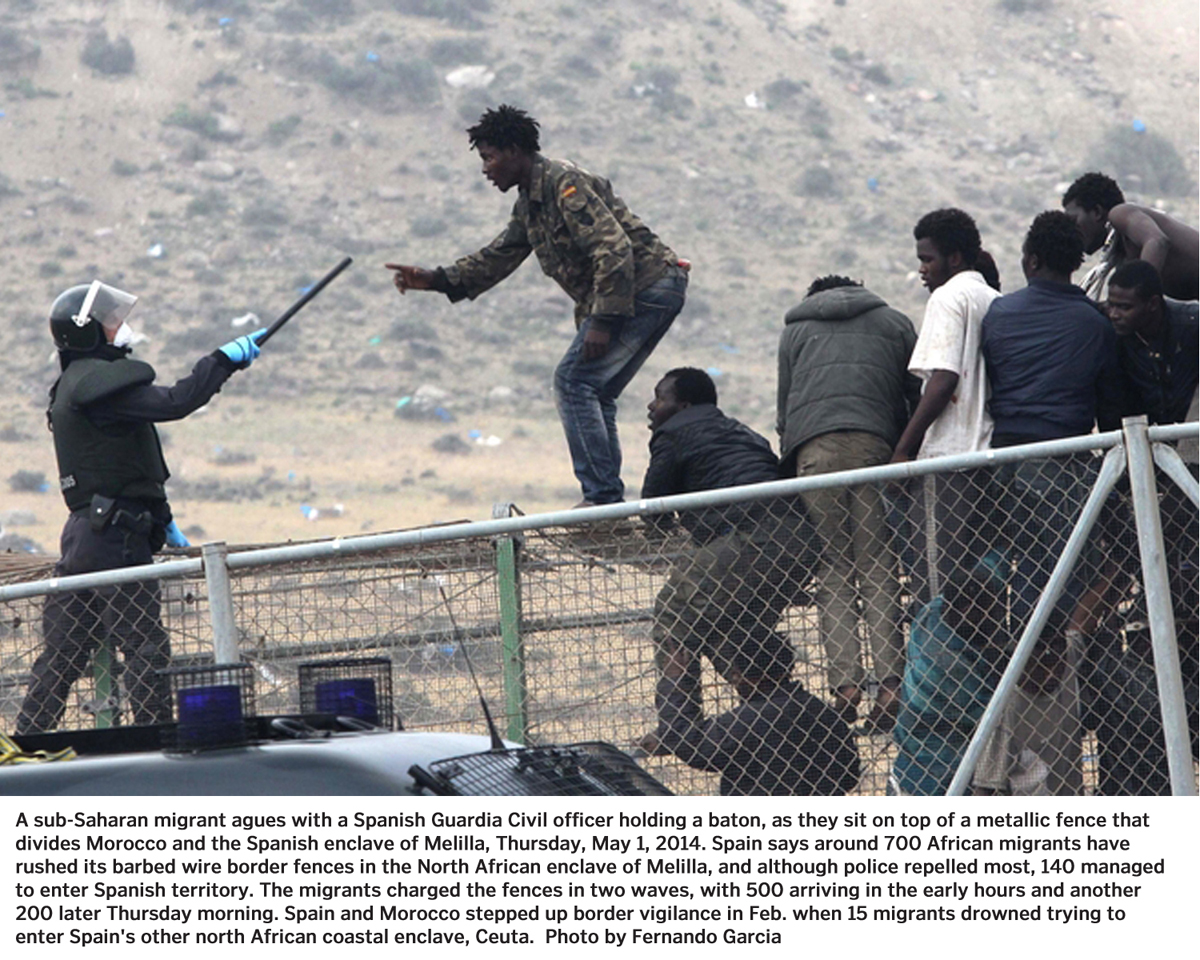 A sub-Saharan migrant agues with a Spanish Guardia Civil officer holding a baton, as they sit on top of a metallic fence that
divides Morocco and the Spanish enclave of Melilla, Thursday, May 1, 2014. Spain says around 700 African migrants have
rushed its barbed wire border fences in the North African enclave of Melilla, and although police repelled most, 140 managed
to enter Spanish territory. The migrants charged the fences in two waves, with 500 arriving in the early hours and another
200 later Thursday morning. Spain and Morocco stepped up border vigilance in Feb. when 15 migrants drowned trying to
enter Spain's other north African coastal enclave, Ceuta.  Photo by Fernando Garcia